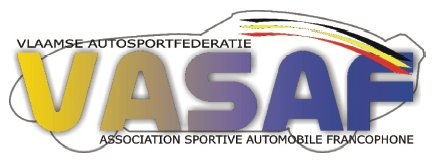 VLAAMSE AUTOSPORTFEDERATIE
VASAF
ASSOCIATION SPORTIVE AUTOMOBILE FRANCOPHONE